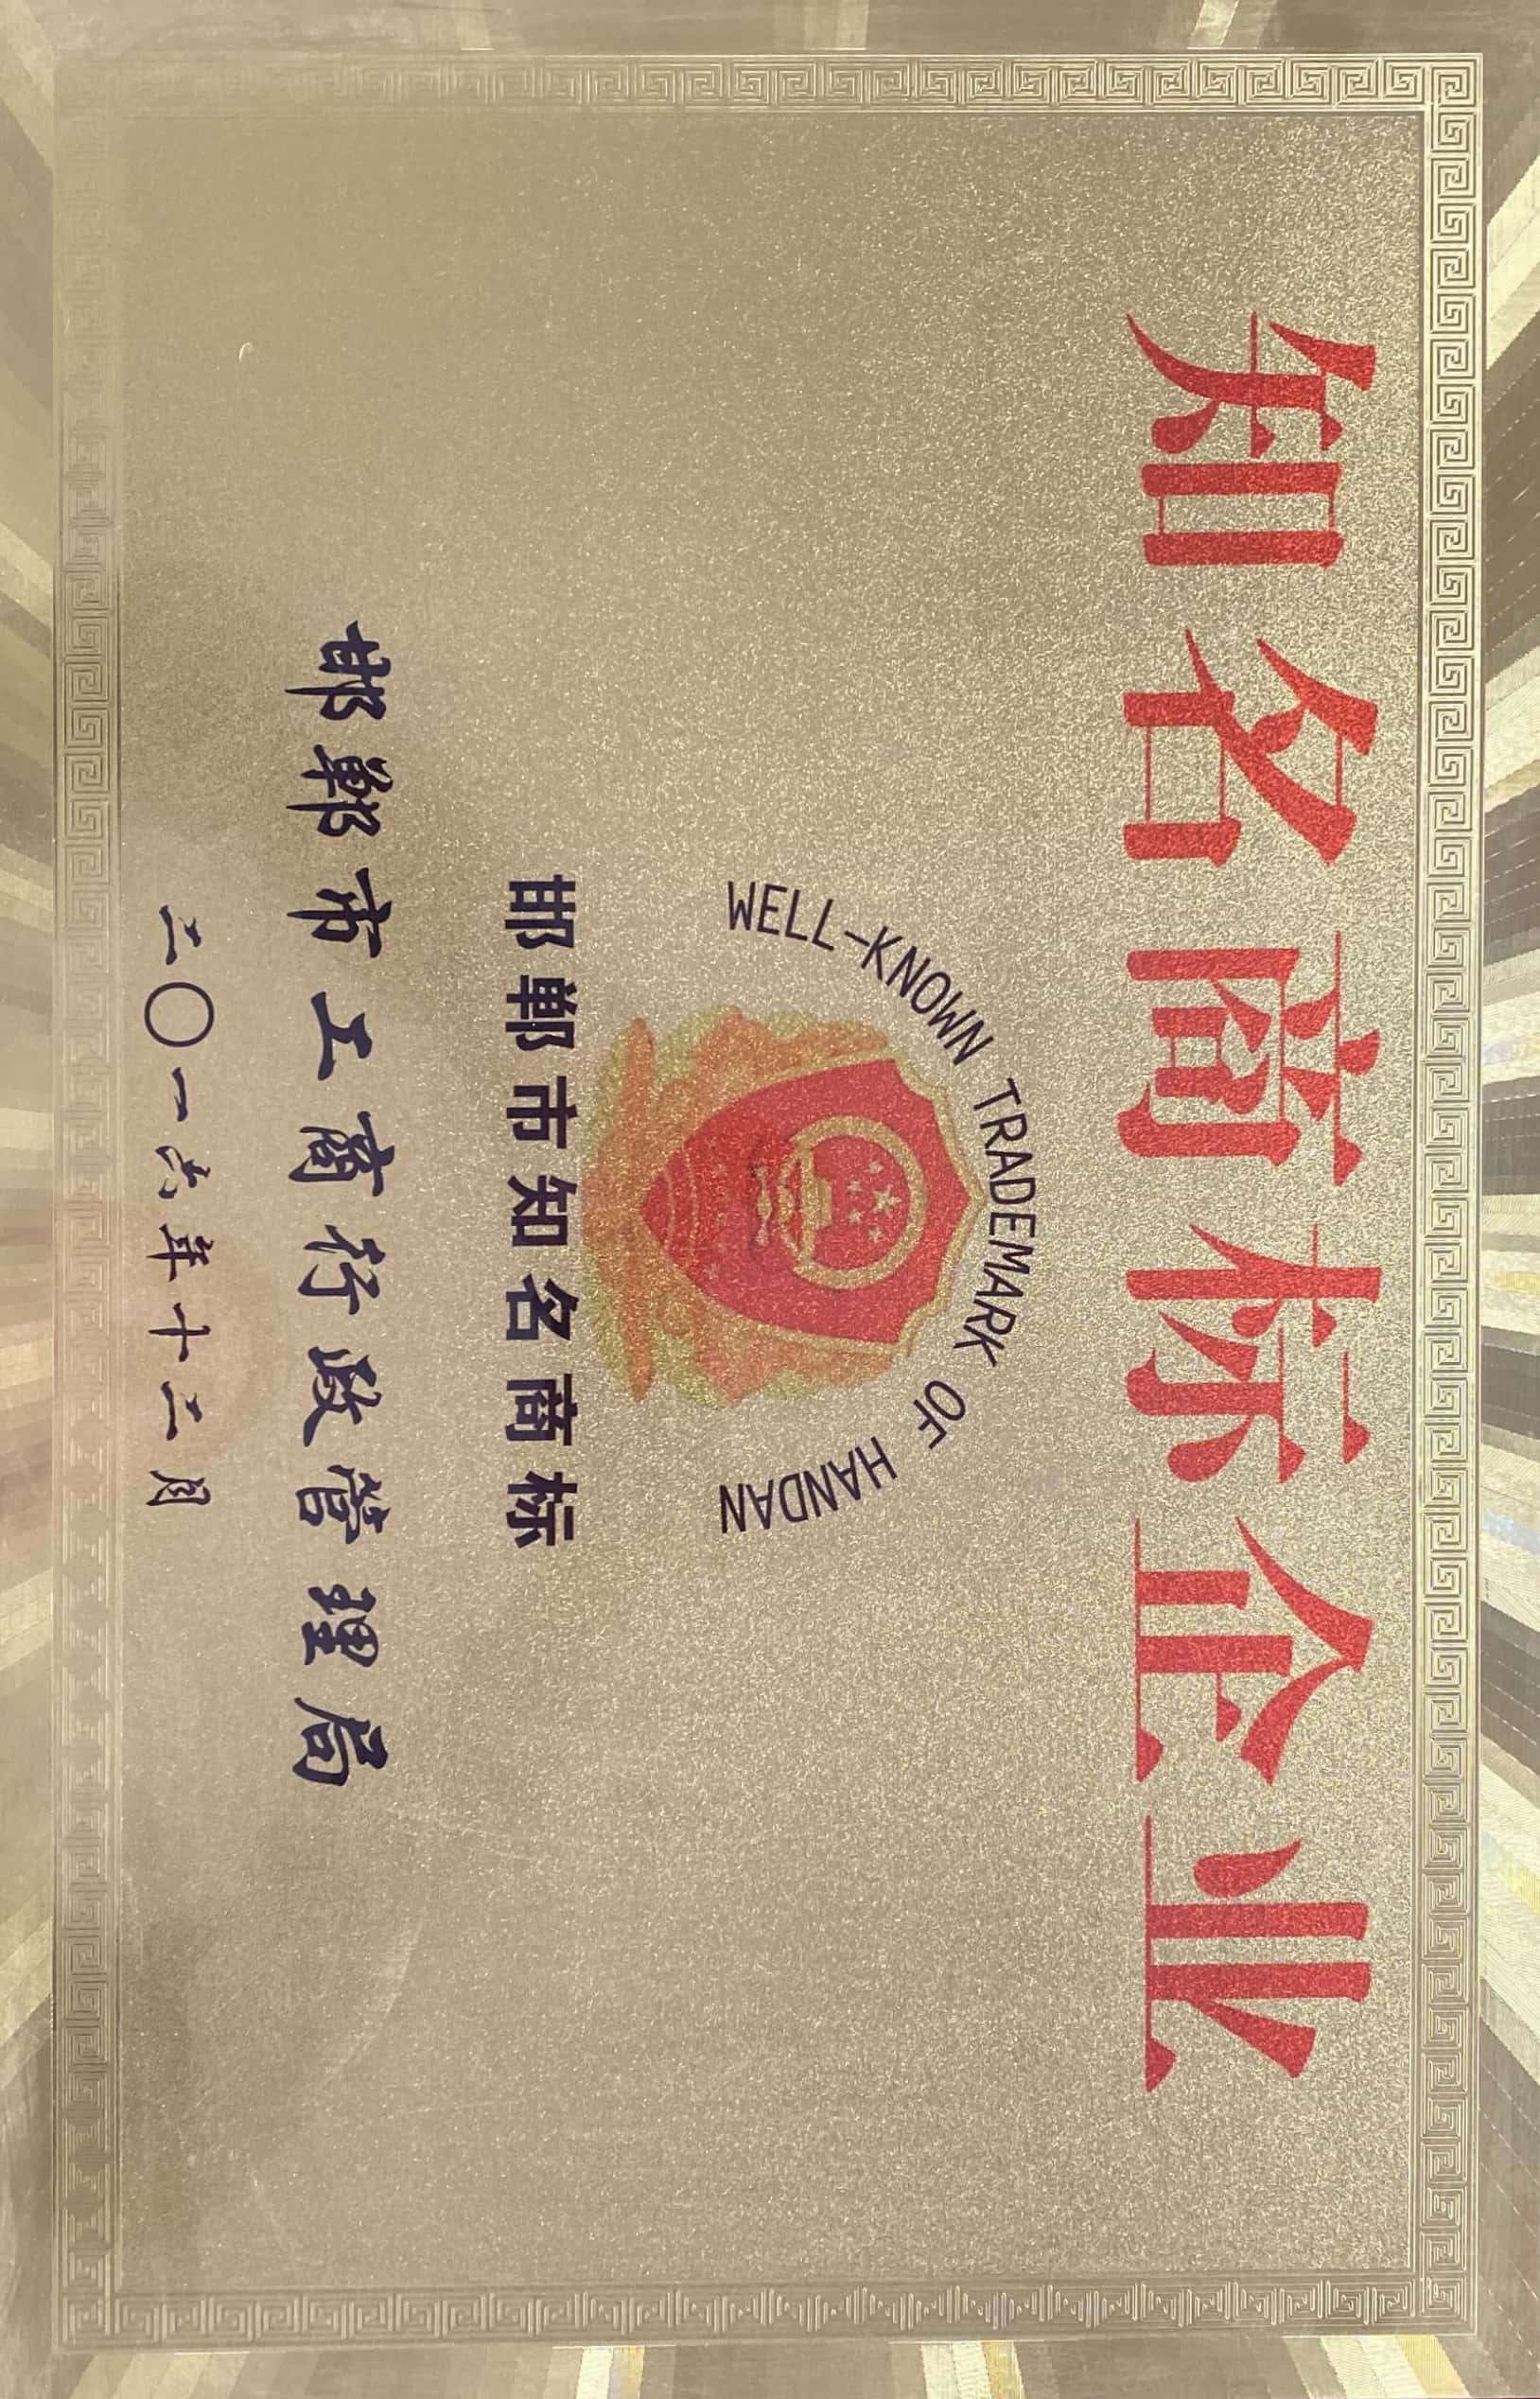 知名商标企业
WELL-KNOWN TRADEMARK OF HANDAN
邯郸市知名商标
邯郸市工商行政管理局
二〇一六年十二月